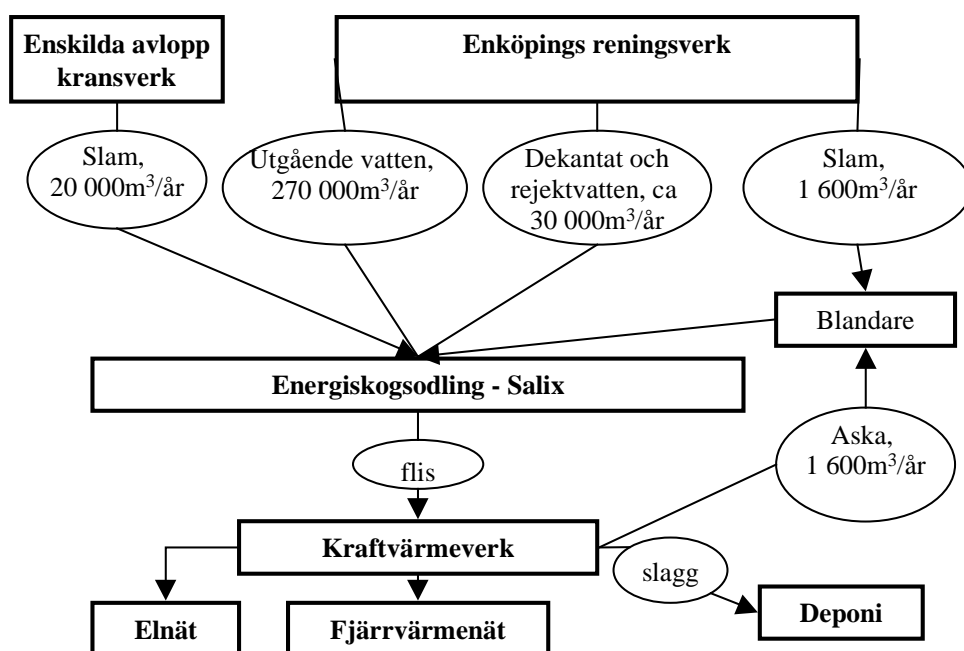 Enskilda avlopp
kransverk
Enköpings reningsverk
Slam,
20 000m³/år
Utgående vatten,
270 000m³/år
Dekantat och
rejektvatten, ca
30 000m³/år
Slam,
1 600m³/år
Blandare
Energiskogsodling - Salix
Aska,
1 600m³/år
flis
Kraftvärmeverk
slagg
Elnät
Fjärrvärmenät
Deponi